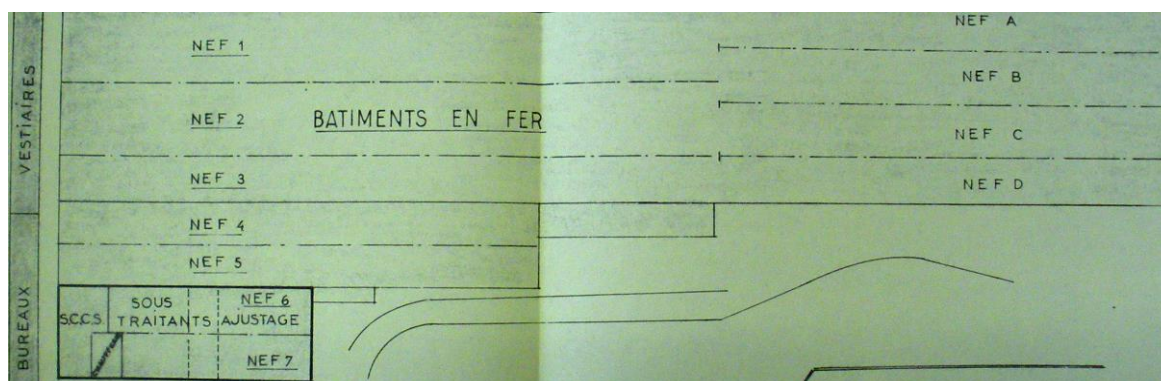 NEF A
NEF 1
NEF B
VESTIAIRES
NEF 2
BATIMENTS EN FER
NEF C
NEF 3
NEF D
NEF 4
NEF 5
BUREAUX
S.C.C.S
SOUS
TRAITANTS
NEF 6
AJUSTAGE
NEF 7